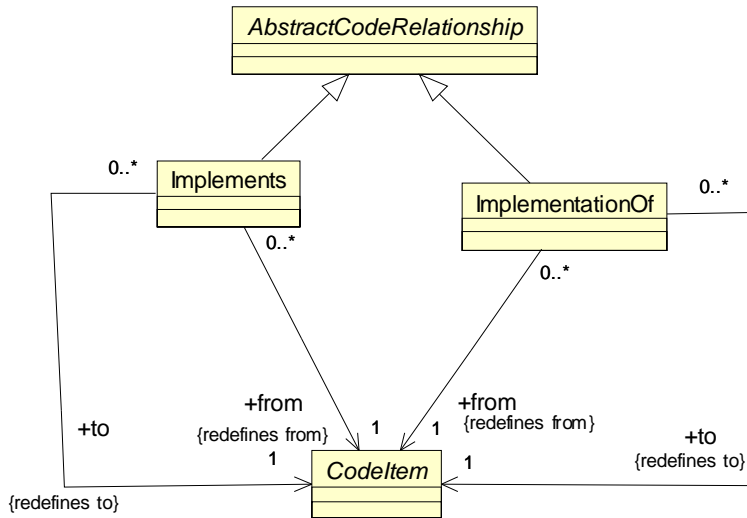 AbstractCodeRelationship
0..*
Implements
0..*
ImplementationOf
0..*
0..*
+from
{redefines from}
1
+from
{redefines from}
1
+to
1
{redefines to}
CodeItem
+to
{redefines to}
1